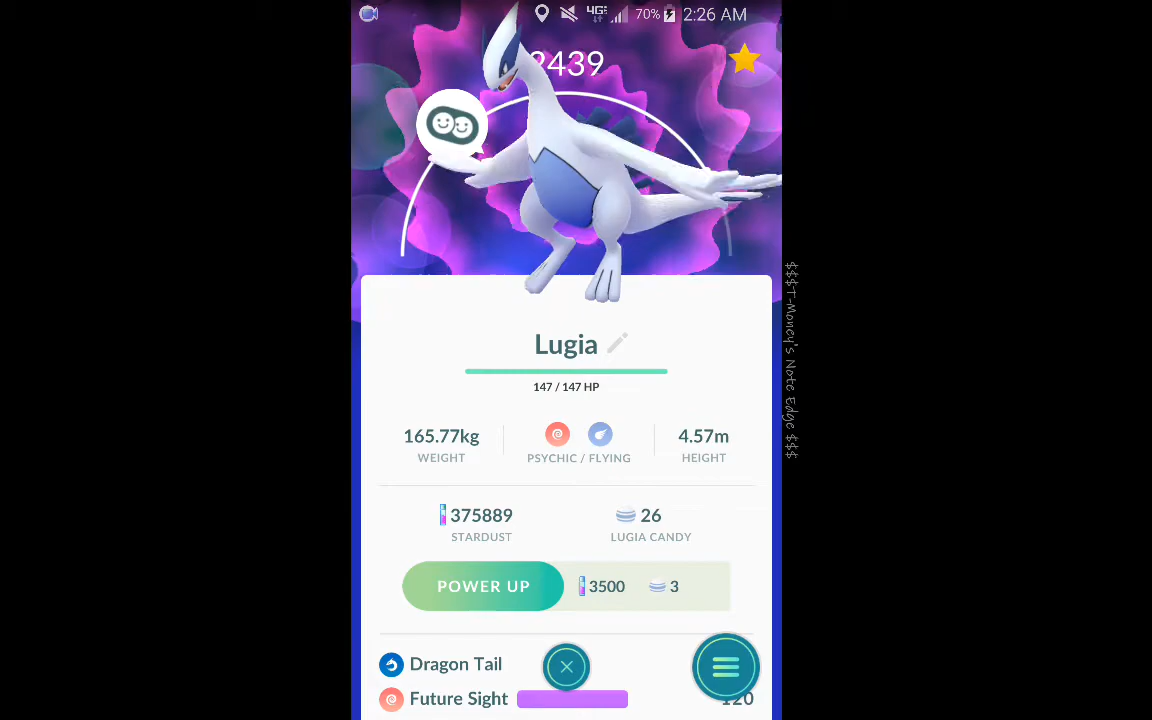 4G 70% 2:26 AM
2439
Lugia
147 / 147 HP
165.77kg
WEIGHT
PSYCHIC / FLYING
4.57m
HEIGHT
375889
STARDUST
26
LUGIA CANDY
POWER UP 3500 3
Dragon Tail
Future Sight 120
$$$T-Money's Note Edge $$$